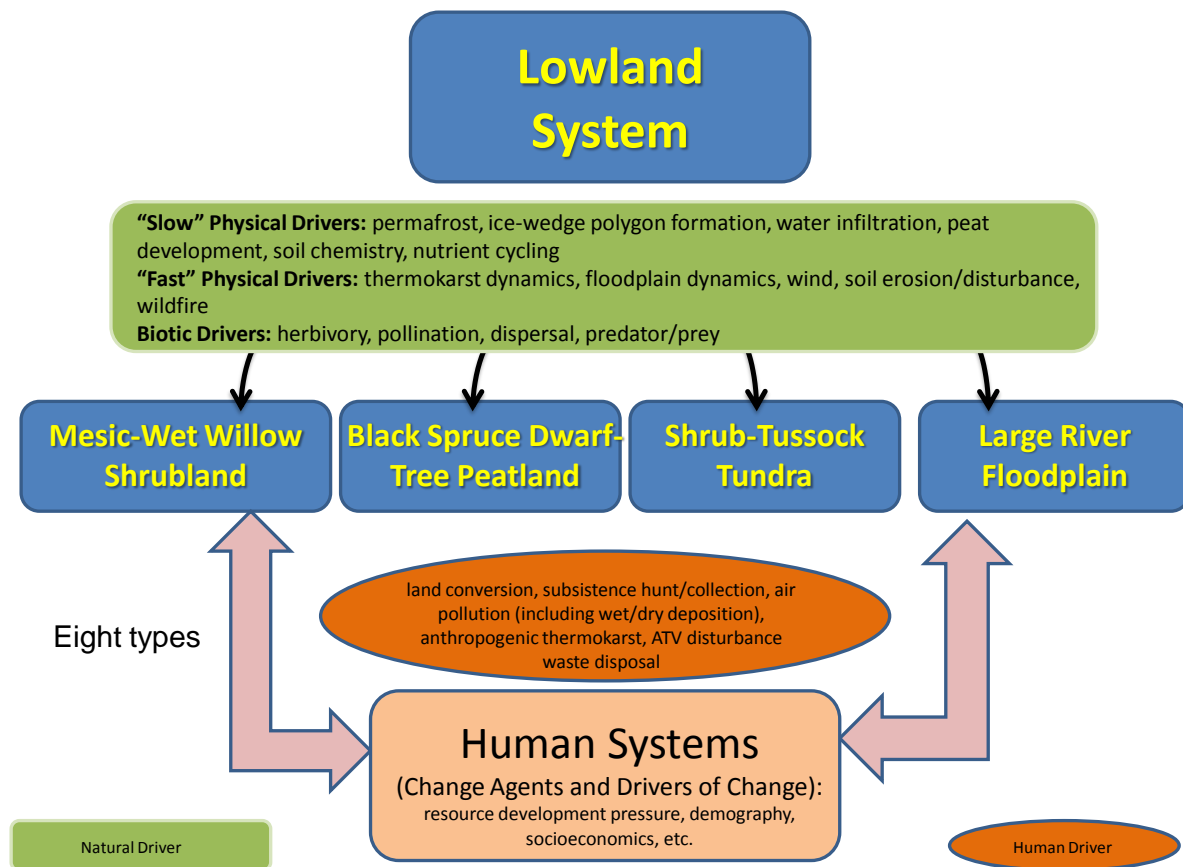 Lowland
System
“Slow” Physical Drivers: permafrost, ice-wedge polygon formation, water infiltration, peat
development, soil chemistry, nutrient cycling
“Fast” Physical Drivers: thermokarst dynamics, floodplain dynamics, wind, soil erosion/disturbance,
wildfire
Biotic Drivers: herbivory, pollination, dispersal, predator/prey
Mesic-Wet Willow
Shrubland
Black Spruce Dwarf-
Tree Peatland
Shrub-Tussock
Tundra
Large River
Floodplain
land conversion, subsistence hunt/collection, air
pollution (including wet/dry deposition),
anthropogenic thermokarst, ATV disturbance
waste disposal
Eight types
Human Systems
(Change Agents and Drivers of Change):
resource development pressure, demography,
socioeconomics, etc.
Natural Driver
Human Driver